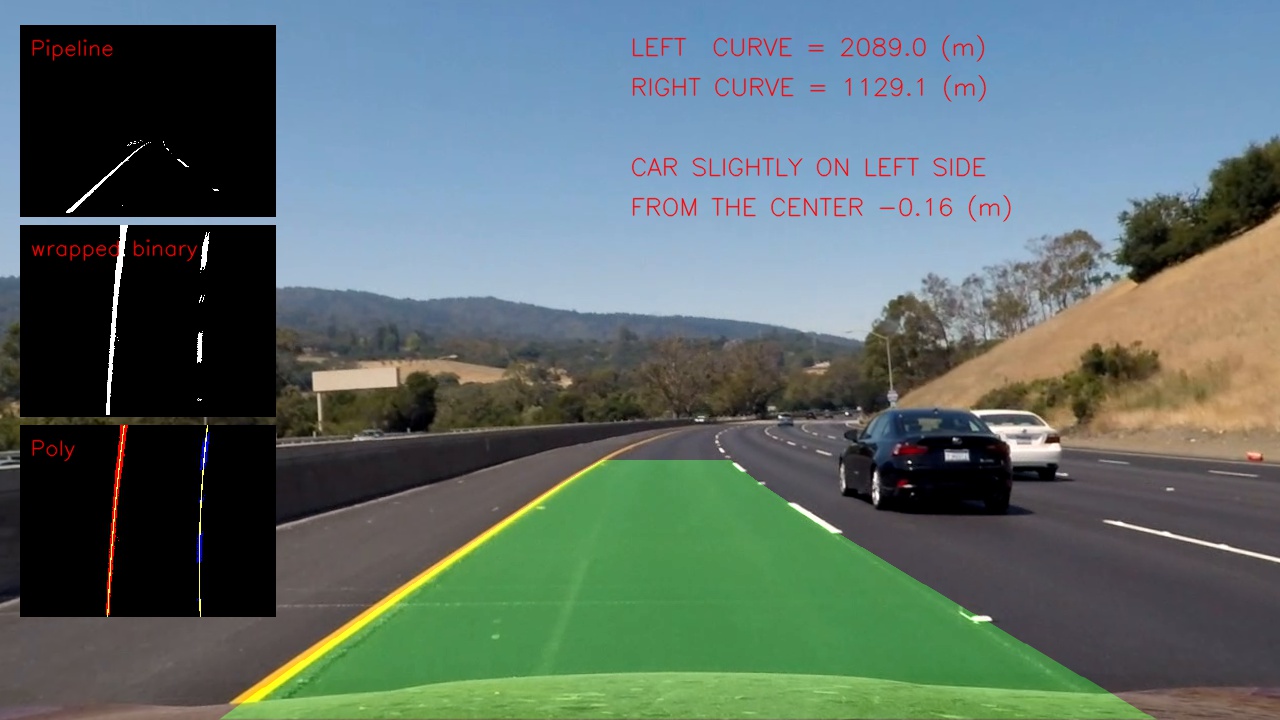 Pipeline
wrapped binary
Poly
LEFT CURVE = 2089.0 (m)
RIGHT CURVE = 1129.1 (m)
CAR SLIGHTLY ON LEFT SIDE
FROM THE CENTER -0.16 (m)